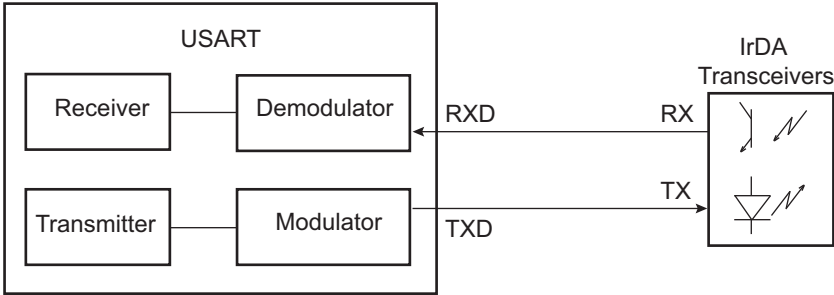 USART
IrDA
Transceivers
Receiver
Demodulator
RXD
RX
Transmitter
Modulator
TXD
TX